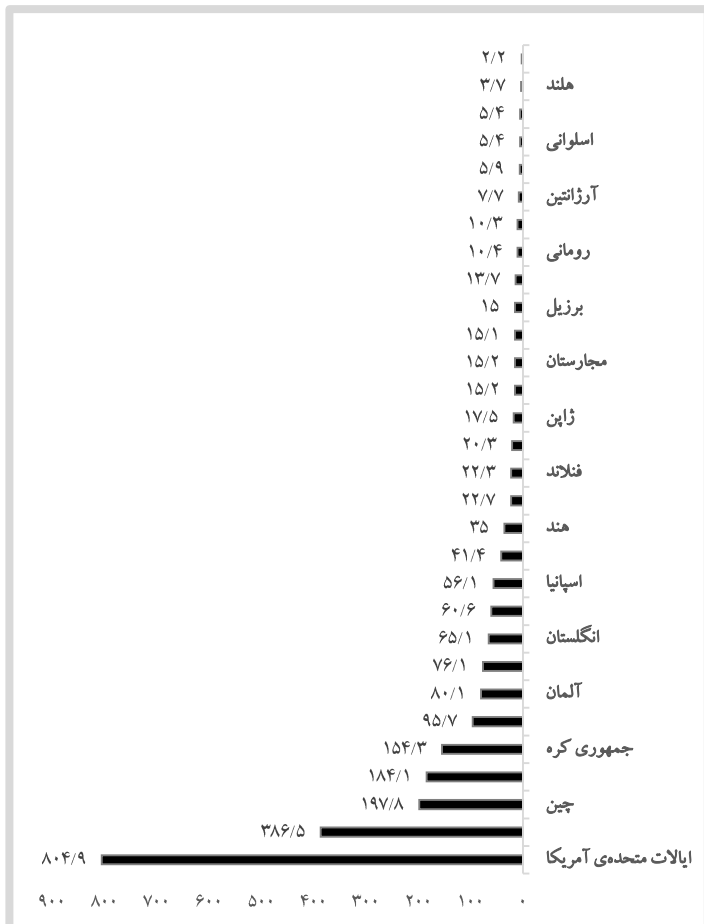 ۲/۲
هلند ۳/۷
۵/۴
اسلوانی ۵/۴
۵/۹
آرژانتین ۷/۷
۱۰/۳
رومانی ۱۰/۴
۱۳/۷
برزیل ۱۵
۱۵/۱
مجارستان ۱۵/۲
۱۵/۲
ژاپن ۱۷/۵
۲۰/۳
فنلاند ۲۲/۳
۲۲/۷
هند ۳۵
۴۱/۴
اسپانیا ۵۶/۱
۶۰/۶
انگلستان ۶۵/۱
۷۶/۱
آلمان ۸۰/۱
۹۵/۷
جمهوری کره ۱۵۴/۳
۱۸۴/۱
چین ۱۹۷/۸
۳۸۶/۵
ایالات متحده‌ی آمریکا ۸۰۴/۹
۰ ۱۰۰ ۲۰۰ ۳۰۰ ۴۰۰ ۵۰۰ ۶۰۰ ۷۰۰ ۸۰۰ ۹۰۰